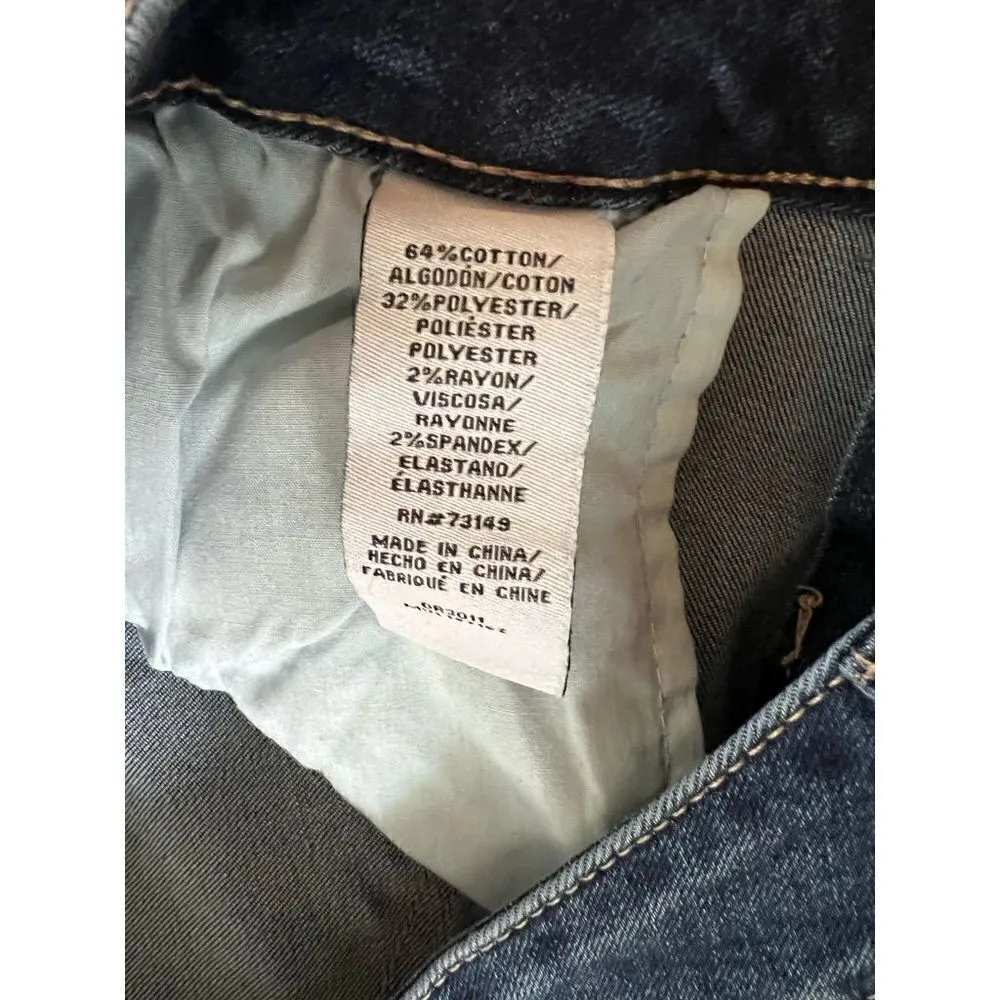 64%COTTON/
ALGODÓN/COTON
32%POLYESTER/
POLIÉSTER
POLYESTER
2%RAYON/
VISCOSA/
RAYONNE
2%SPANDEX/
ELASTANO/
ÉLASTHANNE
RN#73149
MADE IN CHINA/
HECHO EN CHINA/
FABRIQUÉ EN CHINE